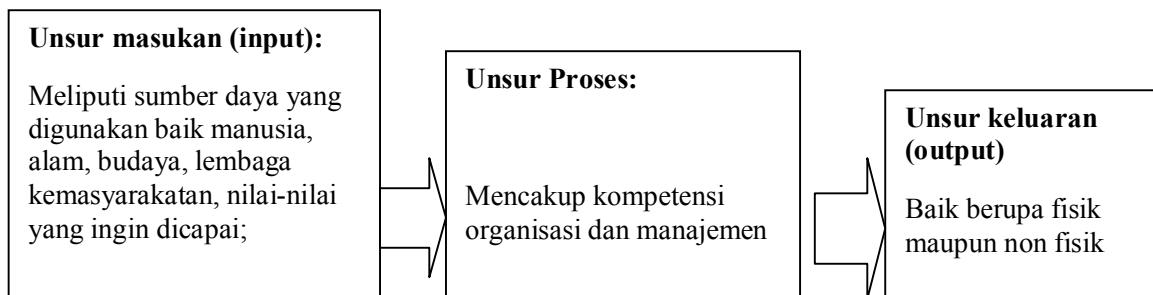 Unsur masukan (input):
Meliputi sumber daya yang
digunakan baik manusia,
alam, budaya, lembaga
kemasyarakatan, nilai-nilai
yang ingin dicapai;
Unsur Proses:
Mencakup kompetensi
organisasi dan manajemen
Unsur keluaran
(output)
Baik berupa fisik
maupun non fisik